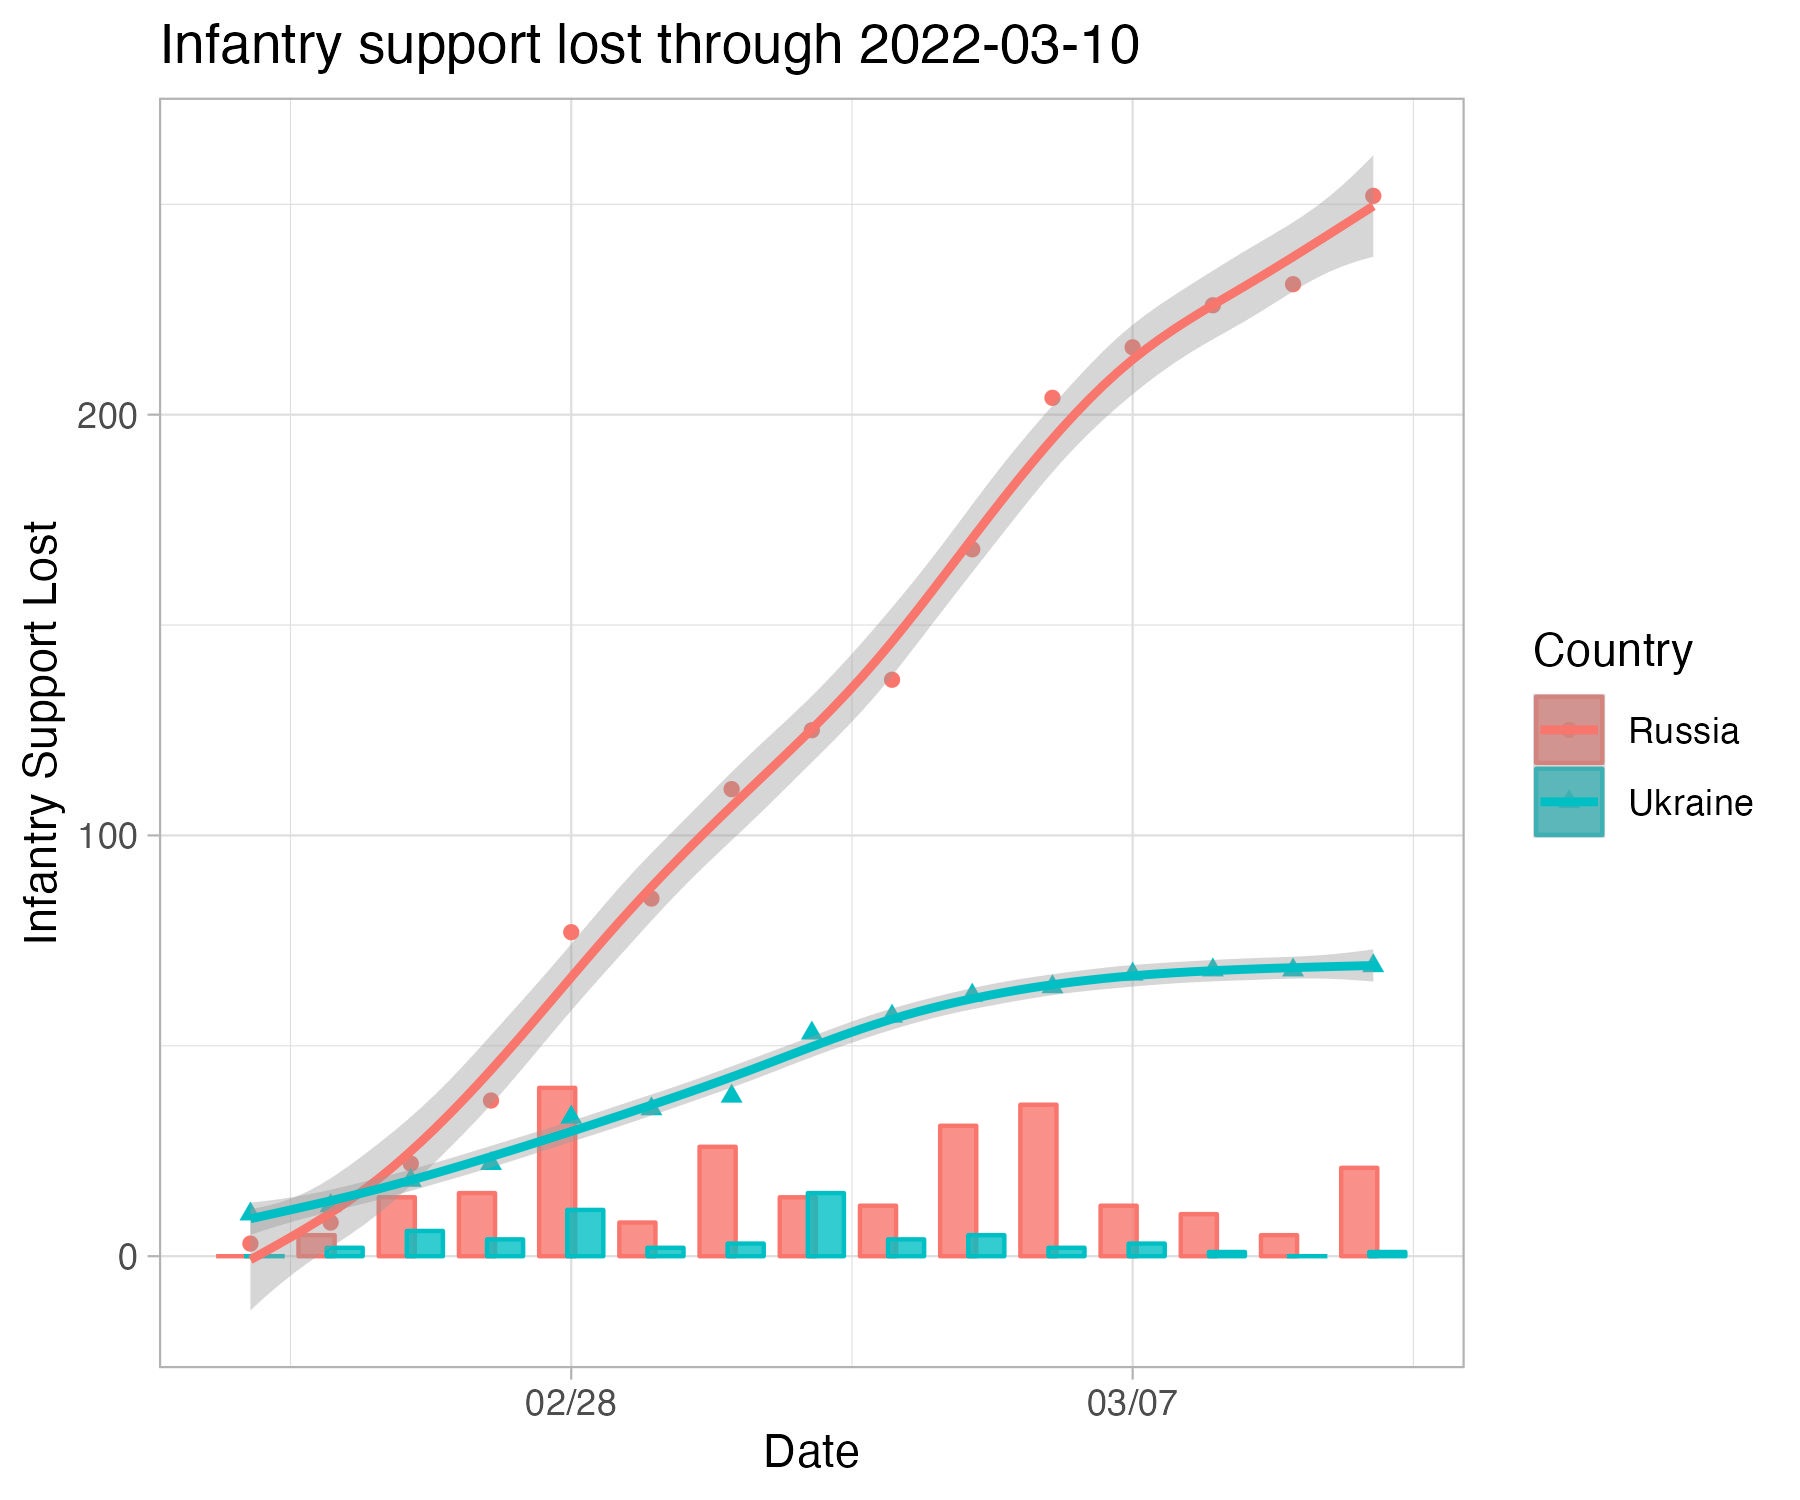 Infantry support lost through 2022-03-10
Infantry Support Lost
200
100
0
02/28
03/07
Date
Country
Russia
Ukraine